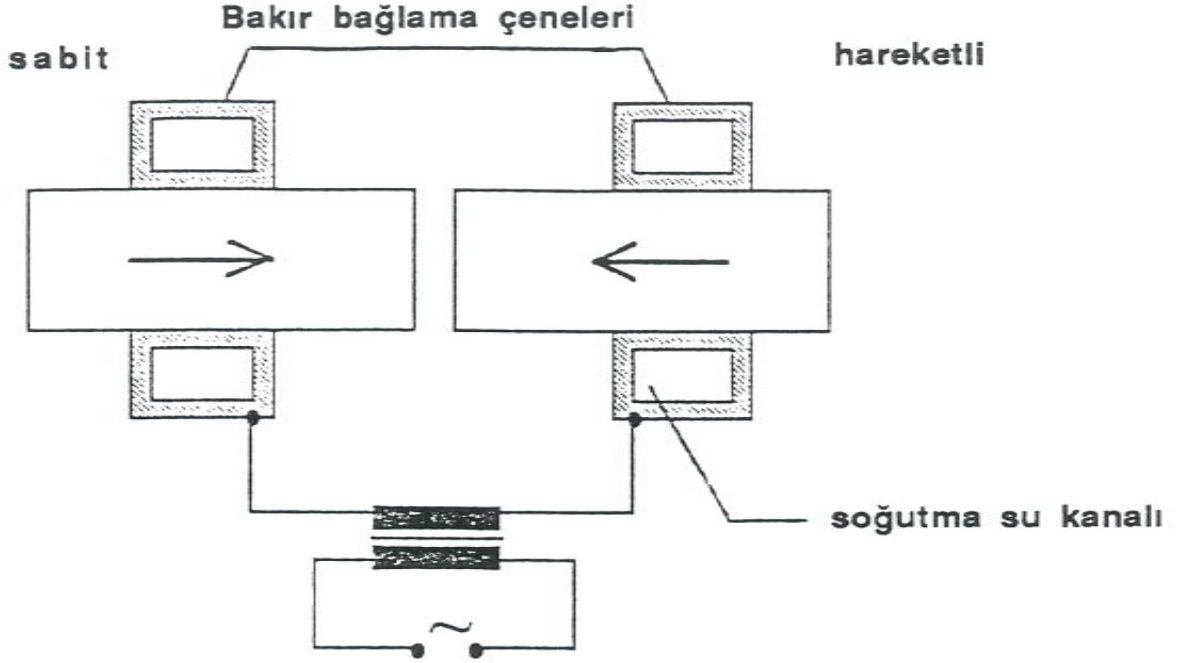 Bakır bağlama çeneleri
sabit
hareketli
soğutma su kanalı
~